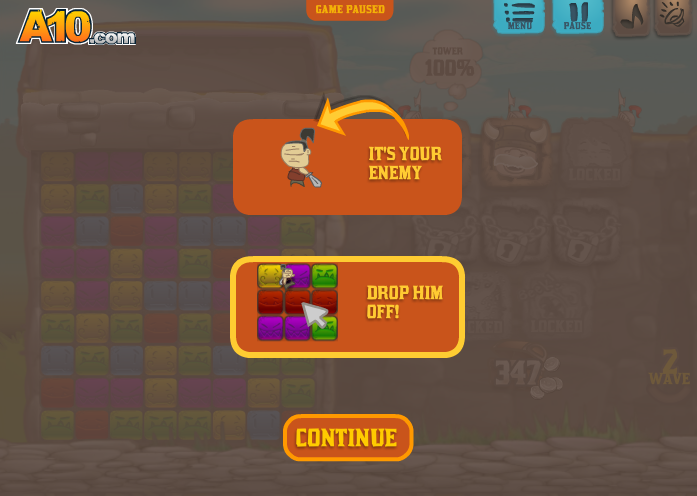 GAME PAUSED
A10.com
MENU
PAUSE
TOWER
100%
IT'S YOUR
ENEMY
LOCKED
DROP HIM
OFF!
LOCKED
347
2
WAVE
CONTINUE